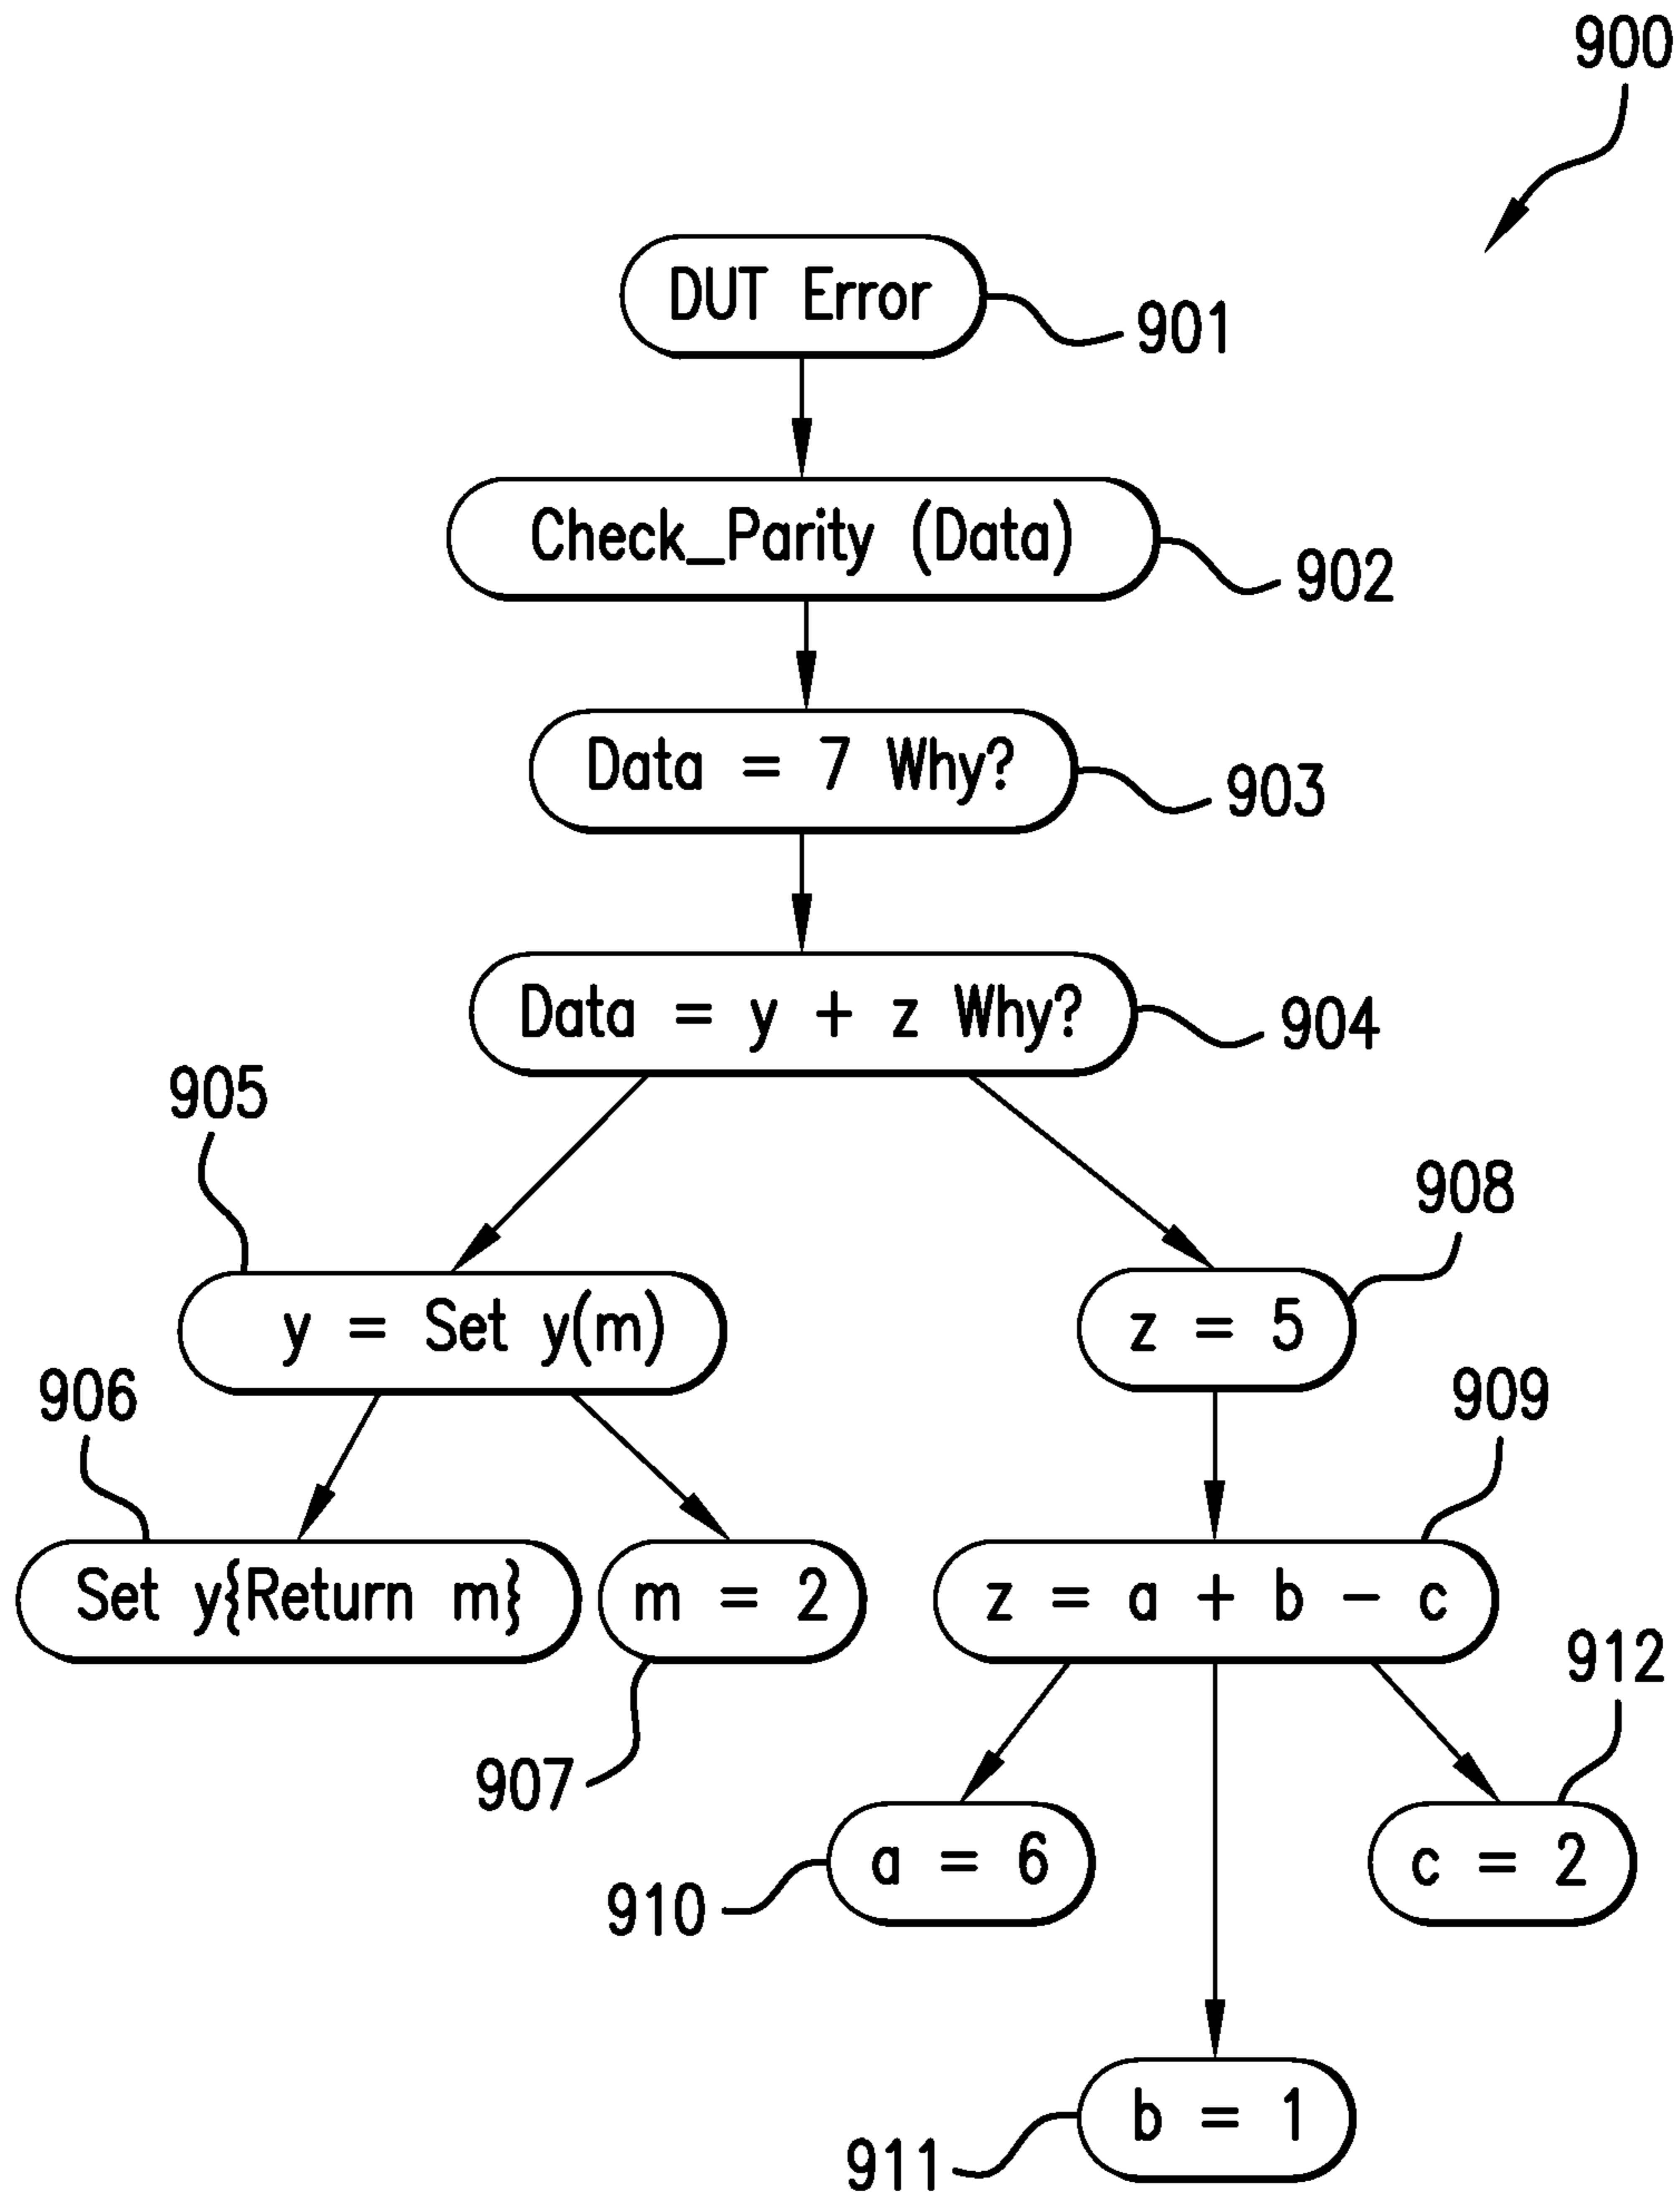 900
DUT Error
901
Check_Parity (Data)
902
Data = 7 Why?
903
Data = y + z Why?
904
905
908
y = Set y(m)
z = 5
906
909
Set y{Return m}
m = 2
z = a + b - c
912
907
a = 6
c = 2
910
b = 1
911